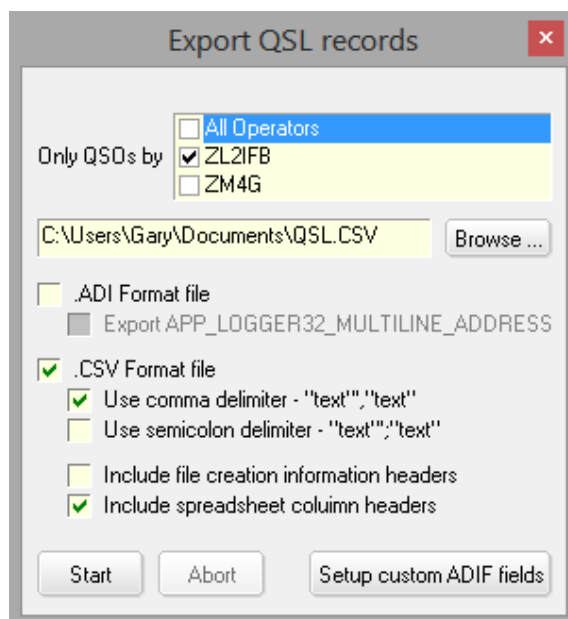 Export QSL records
x
All Operators
Only QSOs by ZL2IFB
ZM4G
C:\Users\Gary\Documents\QSL.CSV Browse ...
.ADI Format file
Export APP_LOGGER32_MULTILINE_ADDRESS
.CSV Format file
Use comma delimiter - "text'","text"
Use semicolon delimiter - "text'";"text"
Include file creation information headers
Include spreadsheet coluimn headers
Start Abort Setup custom ADIF fields